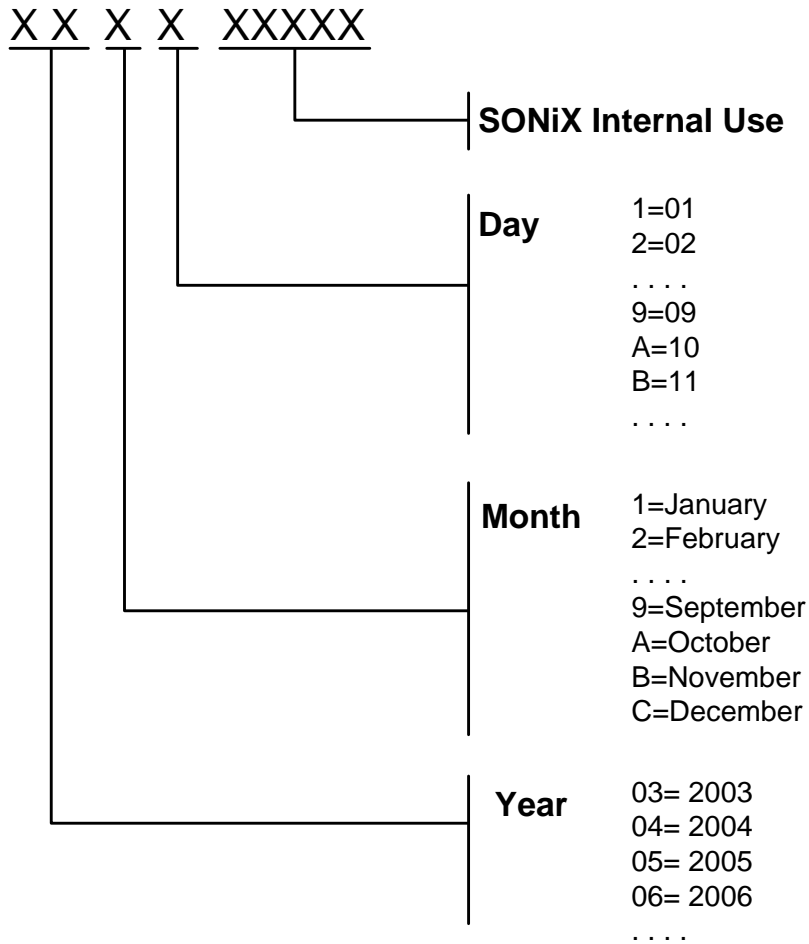 X X X X XXXXX
SONiX Internal Use
Day
1=01
2=02
. . . .
9=09
A=10
B=11
. . . .
Month
1=January
2=February
. . . .
9=September
A=October
B=November
C=December
Year
03= 2003
04= 2004
05= 2005
06= 2006
. . . .